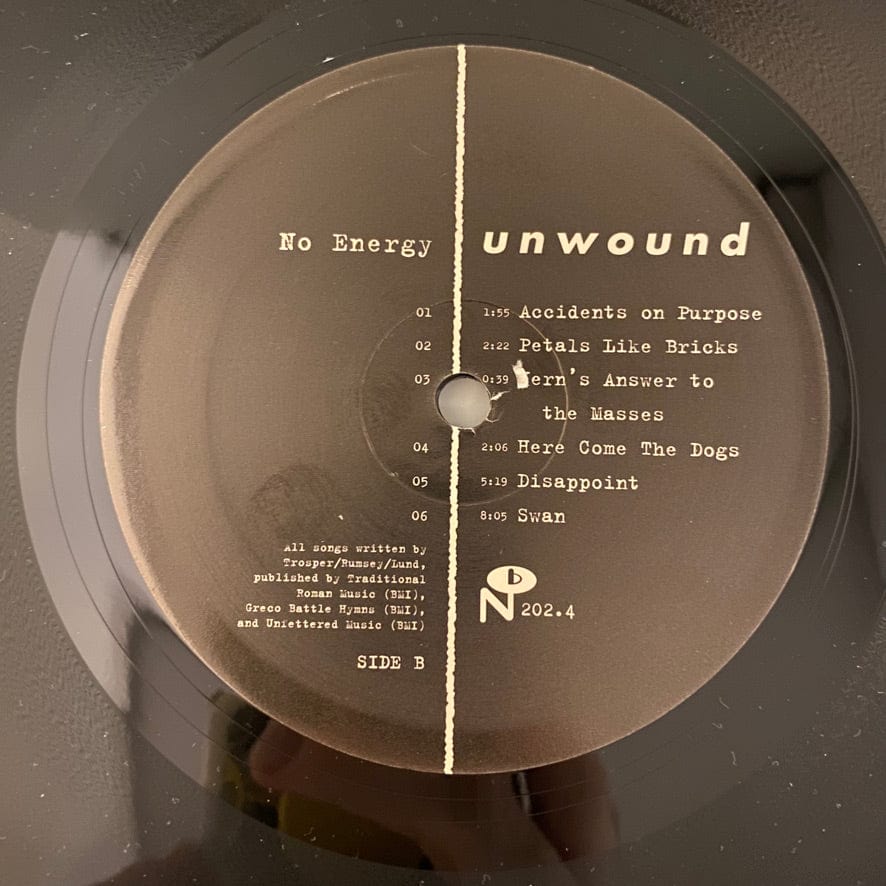 No Energy unwound
01 1:55 Accidents on Purpose
02 2:22 Petals Like Bricks
03 0:39 Answer to
the Masses
04 2:06 Here Come The Dogs
05 5:19 Disappoint
06 8:05 Swan
All songs written by
Trosper/Rumsey/Lund,
published by Traditional
Roman Music (BMI),
Greco Battle Hymns (BMI),
and Unfettered Music (BMI)
N b 202.4
SIDE B